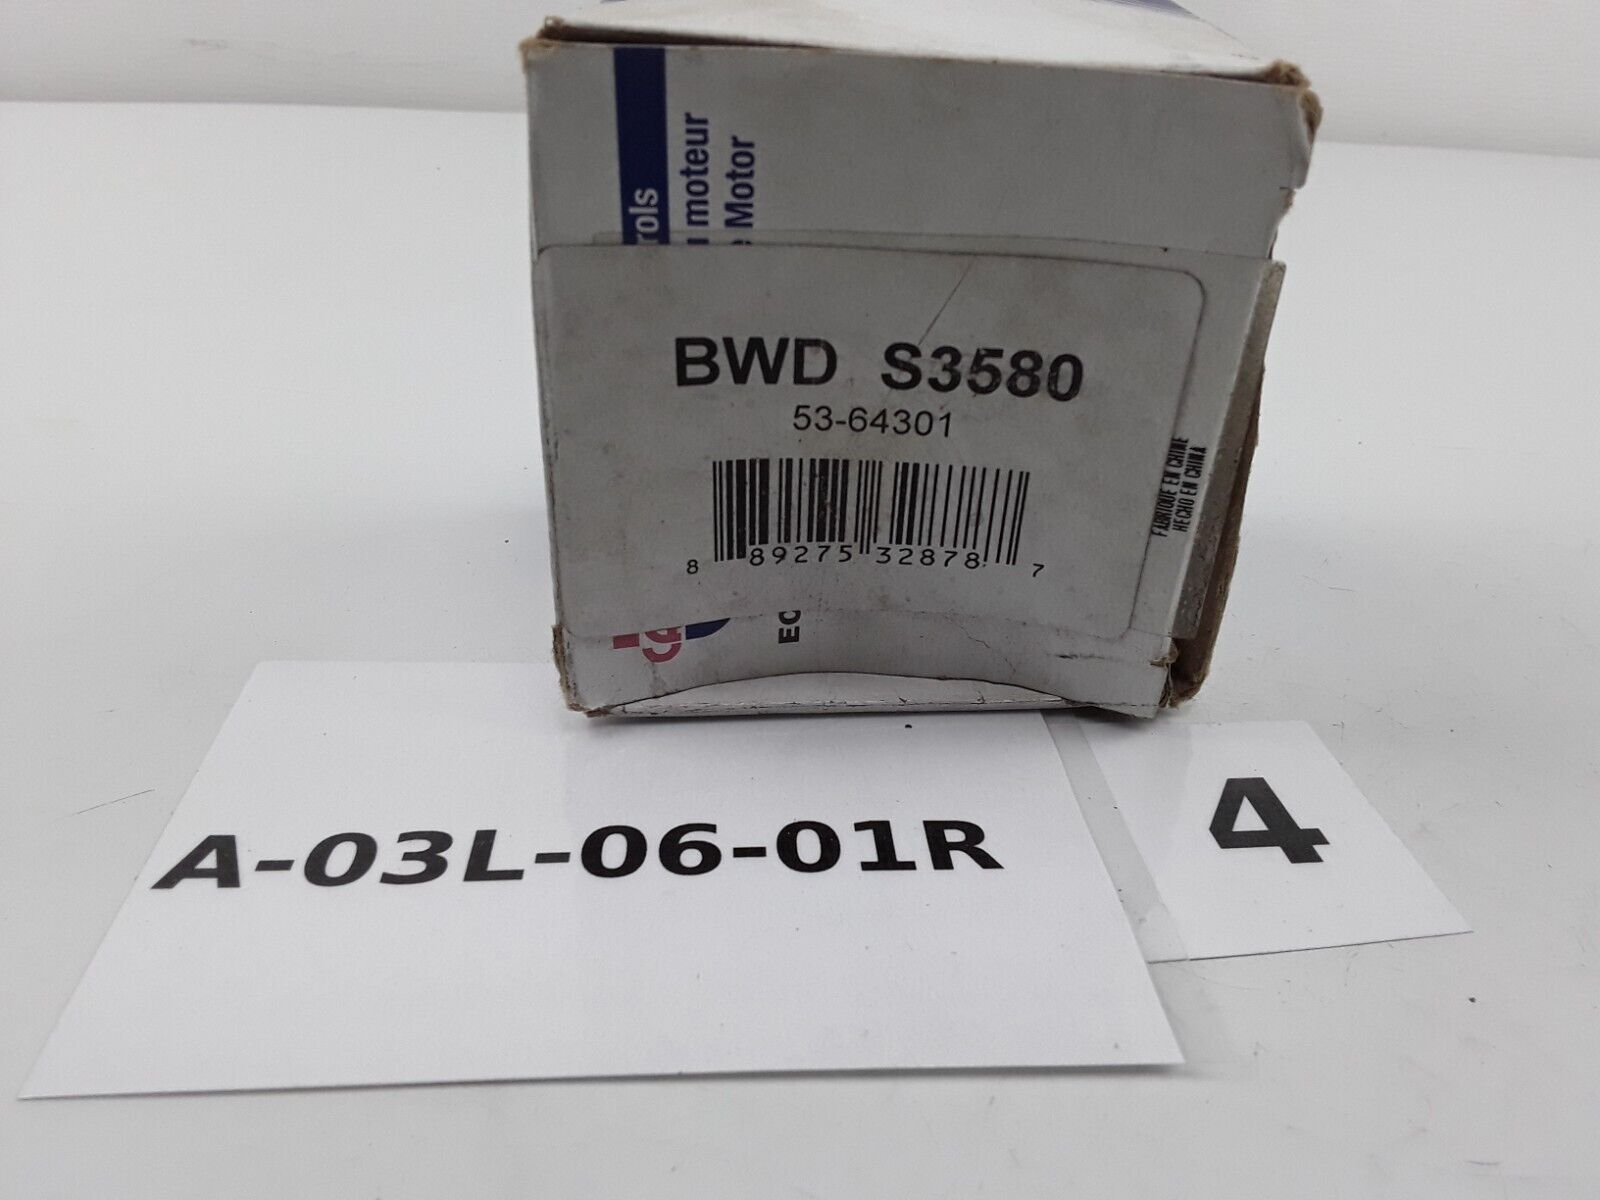 rols
moteur
Motor
BWD S3580
53-64301
8 89275 32878 7
FABRIQUE EN CHINE
HECHO EN CHINA
A-03L-06-01R
4